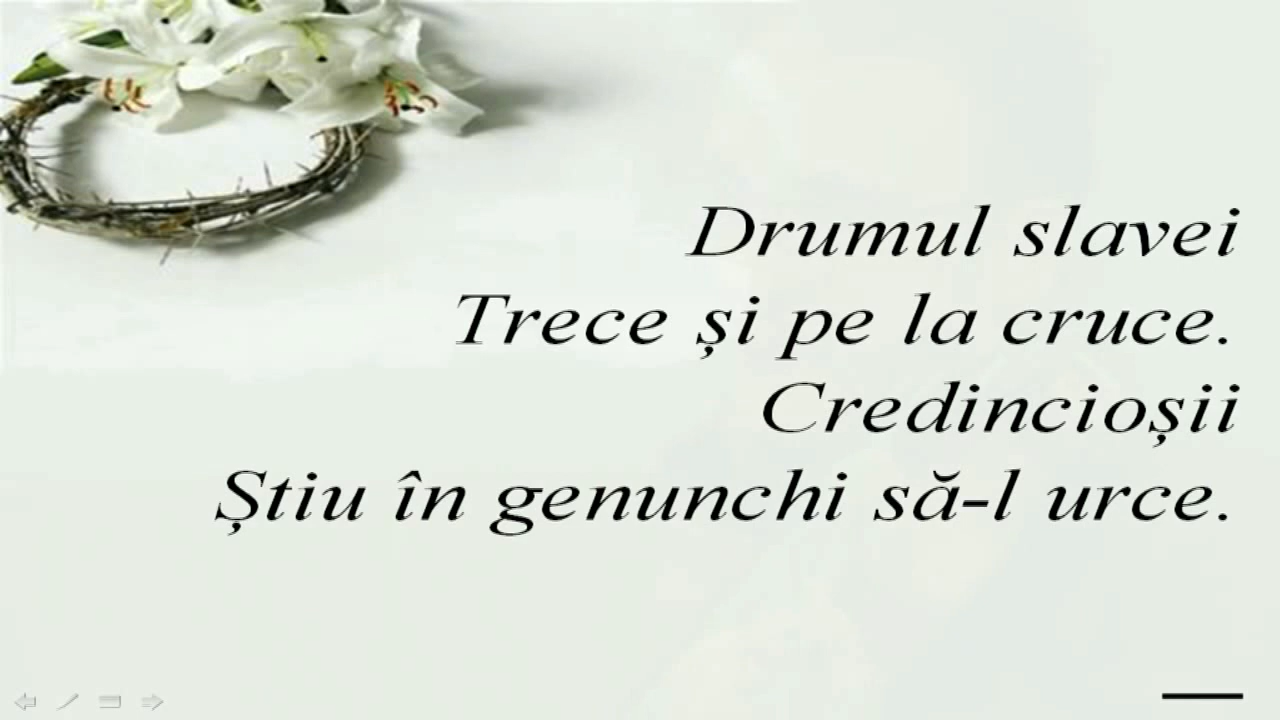 Drumul slavei
Trece și pe la cruce.
Credincioșii
Știu în genunchi să-l urce.